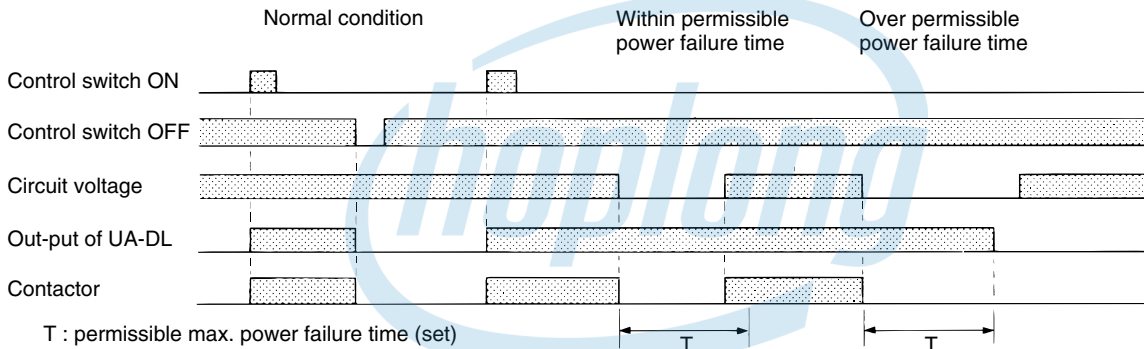 Normal condition
Within permissible
power failure time
Over permissible
power failure time
Control switch ON
Control switch OFF
Circuit voltage
Out-put of UA-DL
Contactor
T : permissible max. power failure time (set)
T
T
hoplong